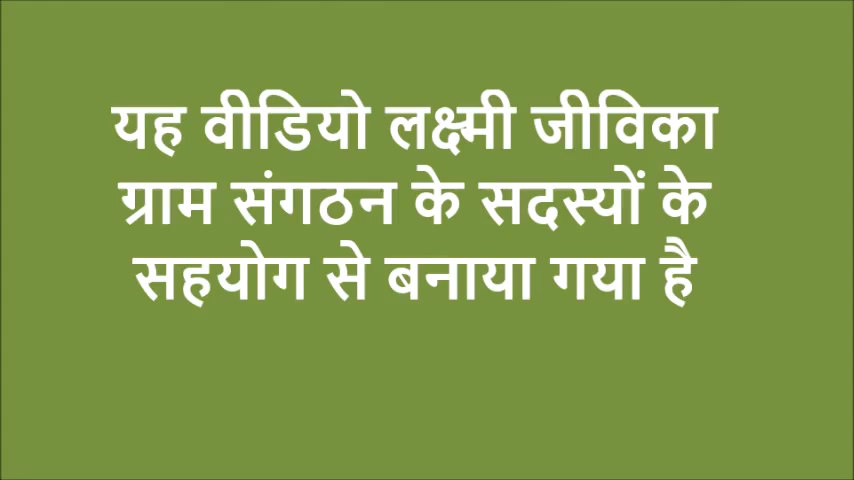 यह वीडियो लक्ष्मी जीविका
ग्राम संगठन के सदस्यों के
सहयोग से बनाया गया है